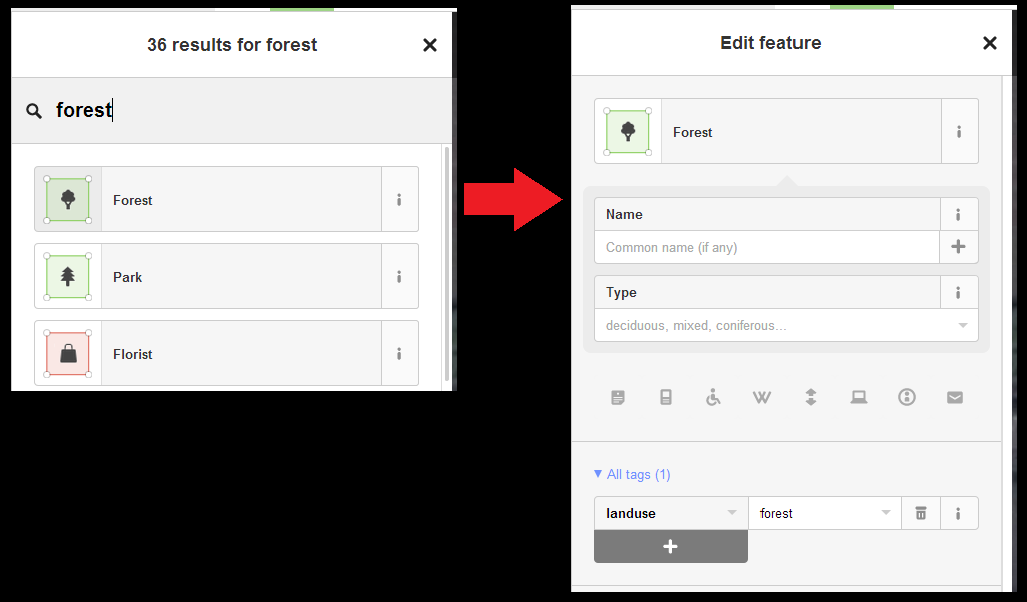 36 results for forest
forest
Forest
Park
Florist
Edit feature
Forest
Name
Common name (if any)
Type
deciduous, mixed, coniferous...
All tags (1)
landuse
forest